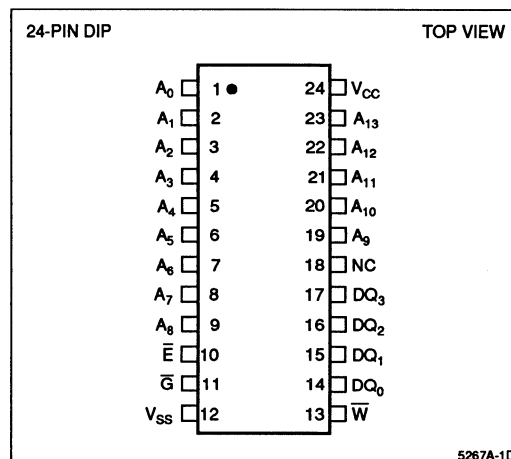 24-PIN DIP TOP VIEW
A₀ 1 24 V_CC
A₁ 2 23 A₁₃
A₂ 3 22 A₁₂
A₃ 4 21 A₁₁
A₄ 5 20 A₁₀
A₅ 6 19 A₉
A₆ 7 18 NC
A₇ 8 17 DQ₃
A₈ 9 16 DQ₂
E̅ 10 15 DQ₁
G̅ 11 14 DQ₀
V_SS 12 13 W̅
5267A-1D